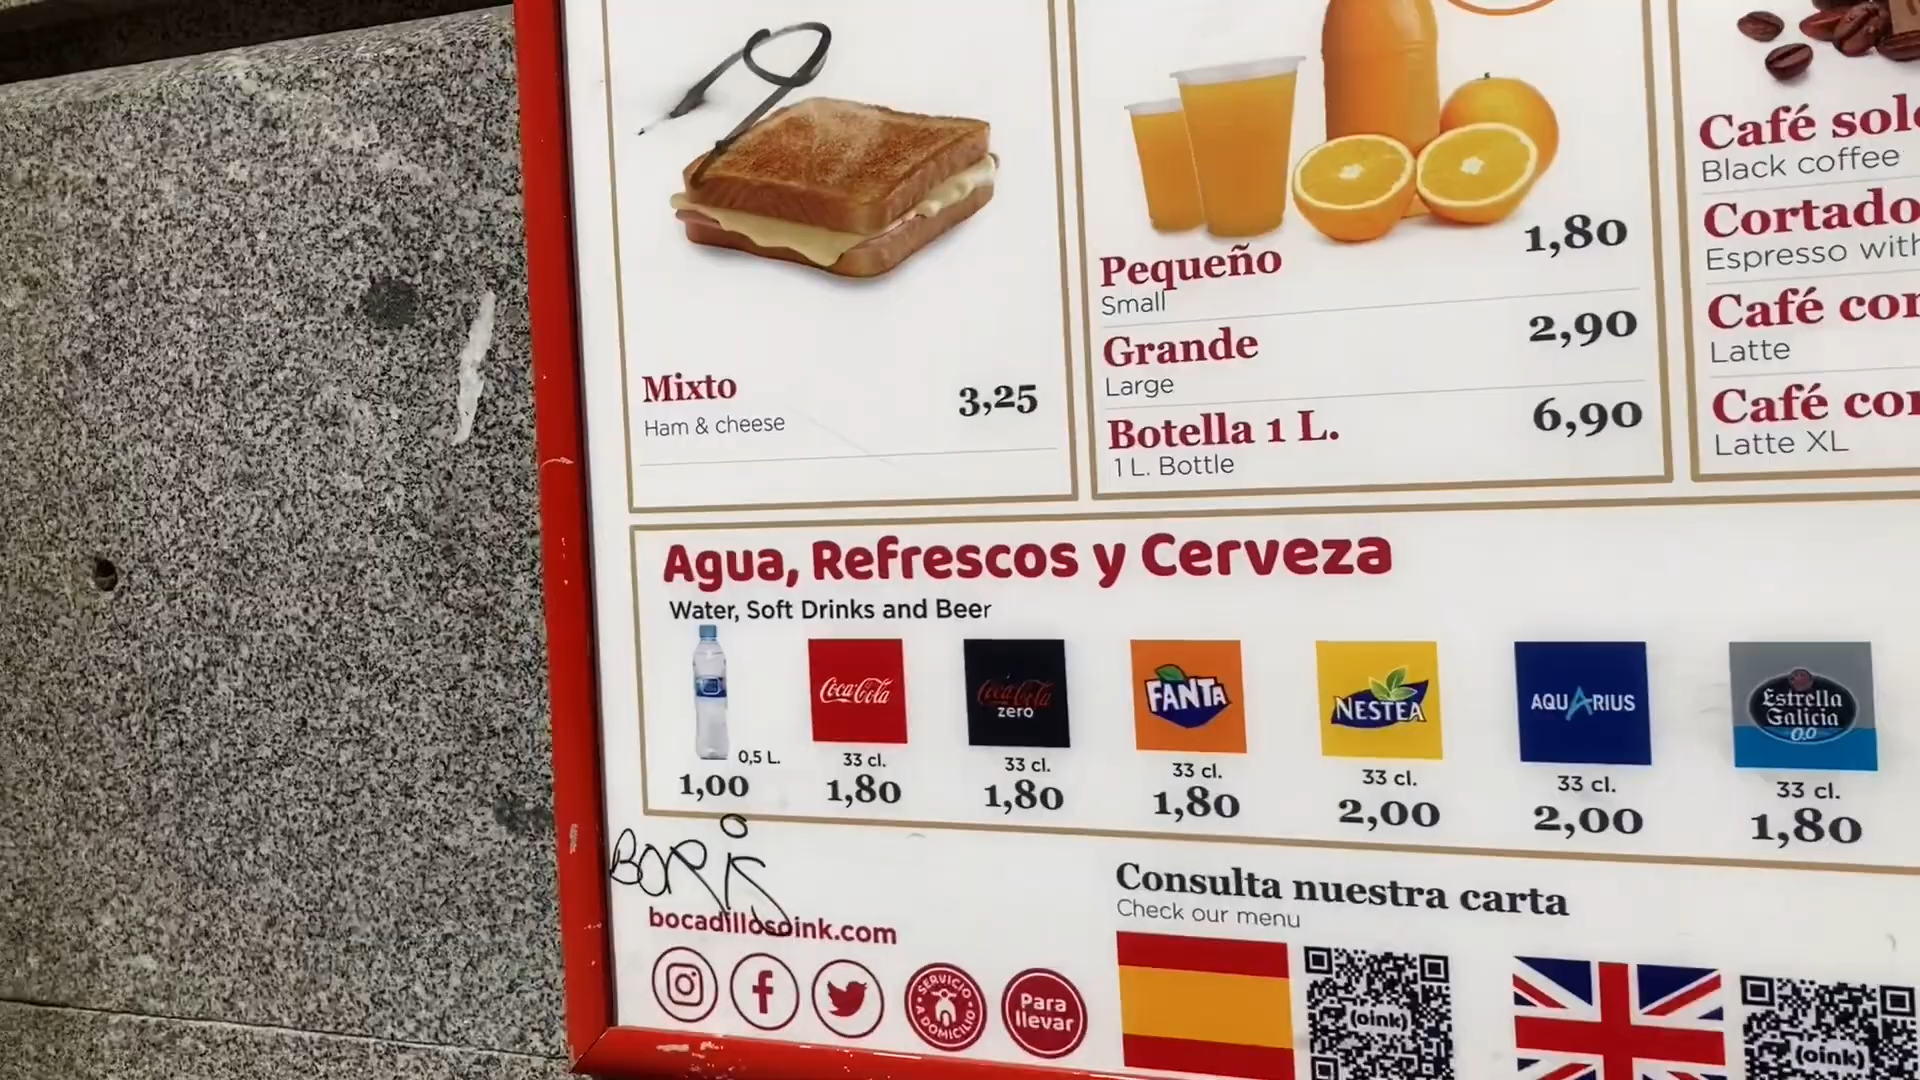 Mixto
Ham & cheese
3,25
Pequeño
Small
1,80
Grande
Large
2,90
Botella 1 L.
1 L. Bottle
6,90
Café
Black coffee
Cortado
Espresso
Café
Latte
Café
Latte XL
Agua, Refrescos y Cerveza
Water, Soft Drinks and Beer
0,5 L.
1,00
Coca-Cola
33 cl.
1,80
Coca-Cola
zero
33 cl.
1,80
FANTA
33 cl.
1,80
NESTEA
33 cl.
2,00
AQUARIUS
33 cl.
2,00
Estrella
Galicia
0,0
33 cl.
1,80
BORiS
bocadillosoink.com
SERVICIO
A DOMICILIO
Para
llevar
Consulta nuestra carta
Check our menu
(oink)
(oink)